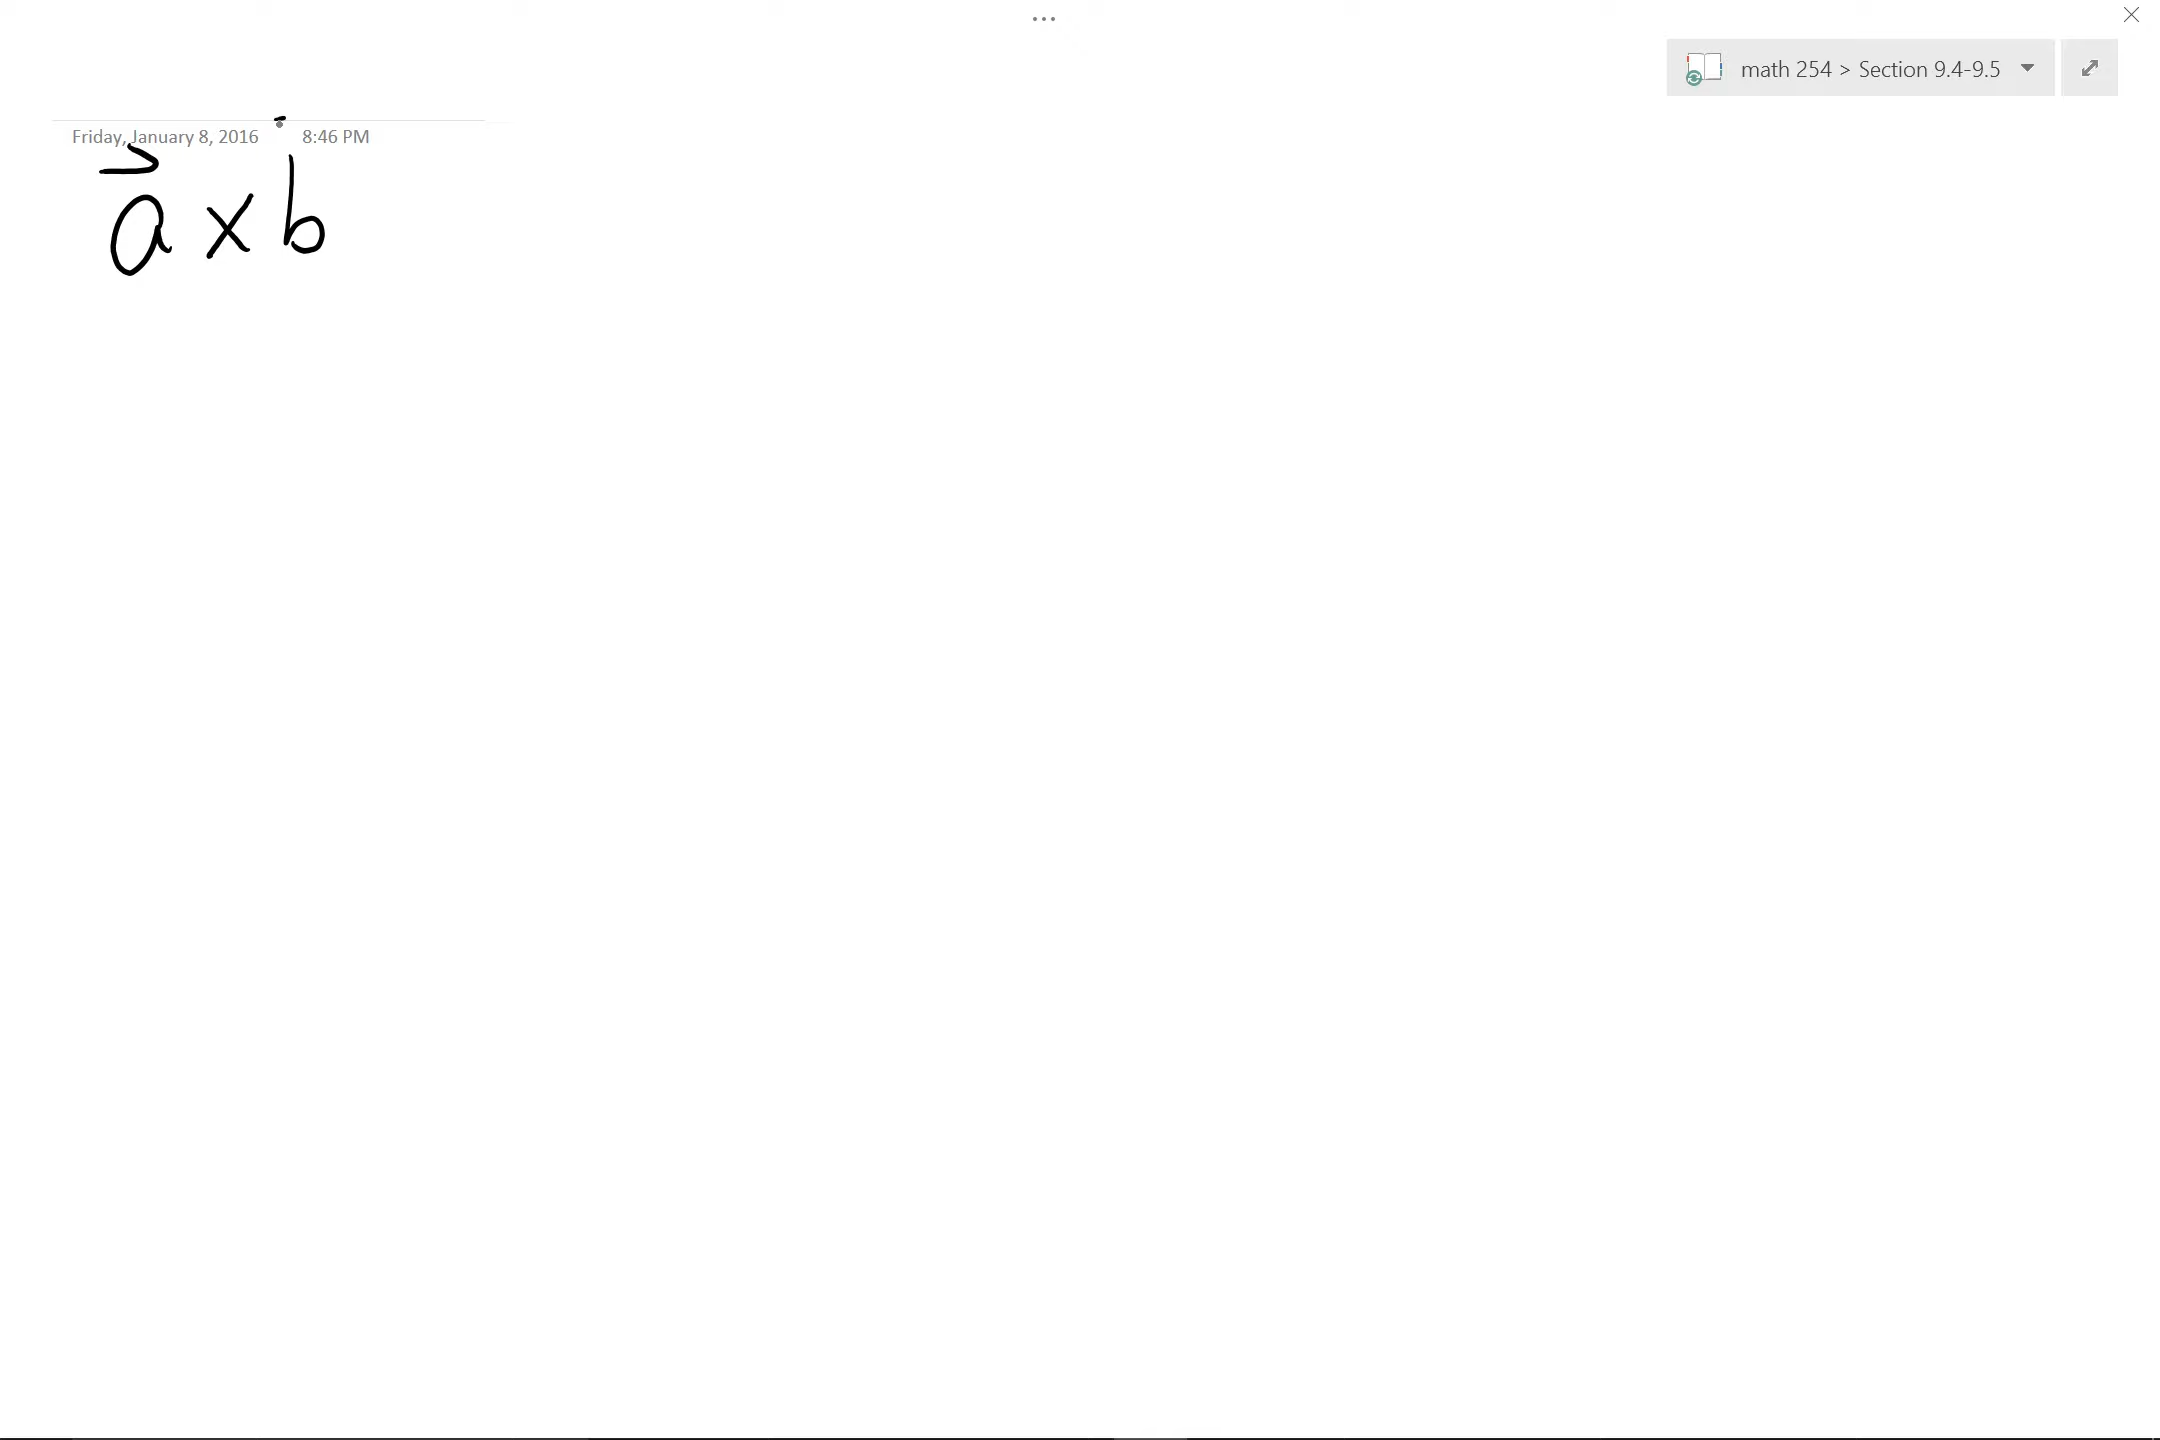 math 254 > Section 9.4-9.5
Friday, January 8, 2016 8:46 PM
a⃗ × b